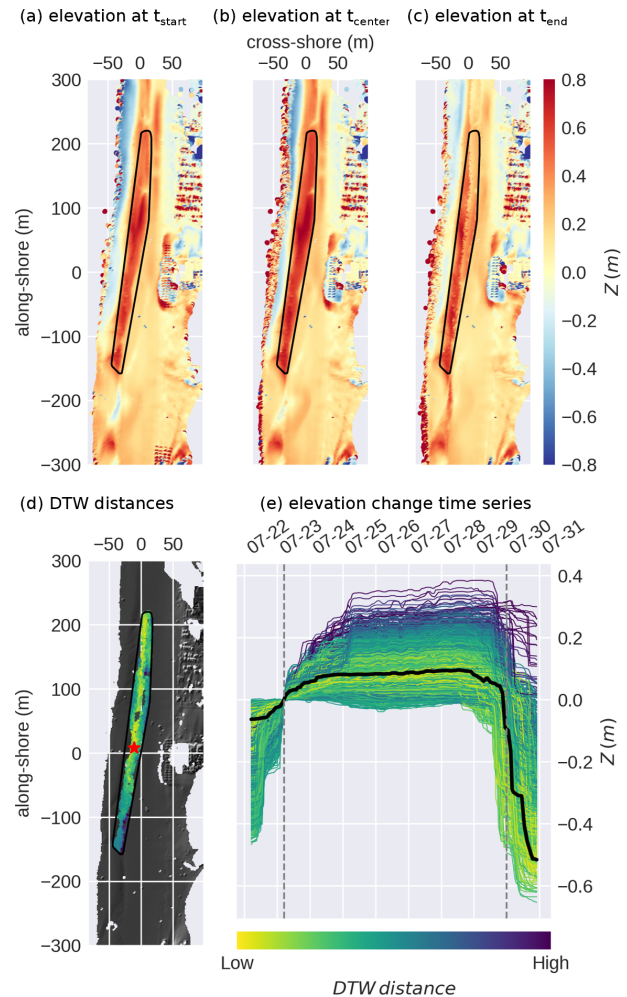 (a) elevation at tstart
(b) elevation at tcenter
(c) elevation at tend
cross-shore (m)
−50 0 50
−50 0 50
−50 0 50
300
200
100
0
−100
−200
−300
along-shore (m)
0.8
0.6
0.4
0.2
0.0
−0.2
−0.4
−0.6
−0.8
Z (m)
(d) DTW distances
(e) elevation change time series
−50 0 50
07-22
07-23
07-24
07-25
07-26
07-27
07-28
07-29
07-30
07-31
300
200
100
0
−100
−200
−300
along-shore (m)
0.4
0.2
0.0
−0.2
−0.4
−0.6
Z (m)
Low
High
DTW distance